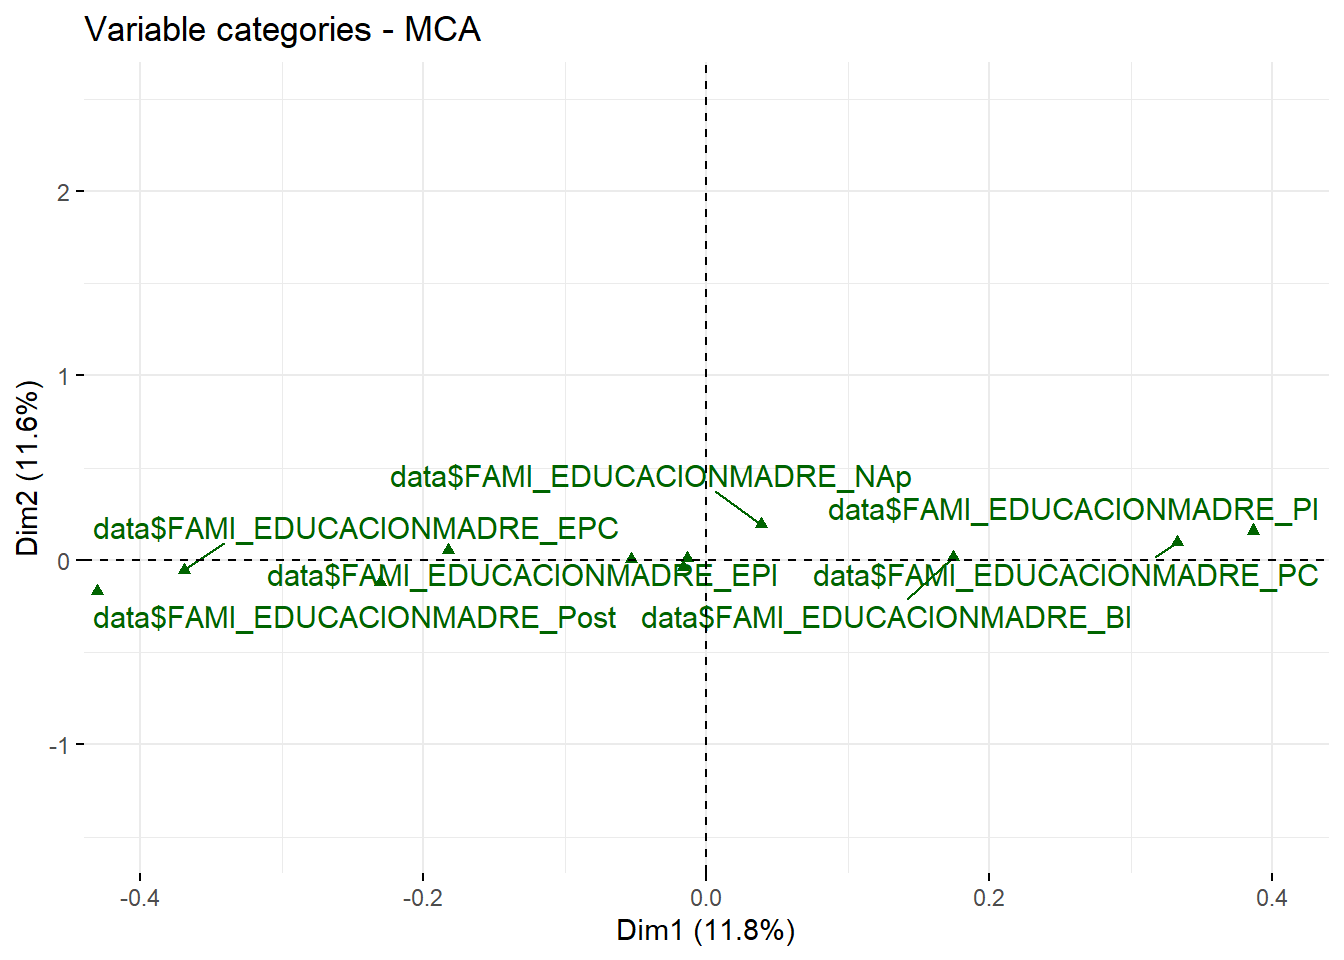 Variable categories - MCA
Dim2 (11.6%)
2
1
0
-1
data$FAMI_EDUCACIONMADRE_NAp
data$FAMI_EDUCACIONMADRE_PI
data$FAMI_EDUCACIONMADRE_EPC
data$FAMI_EDUCACIONMADRE_EPI
data$FAMI_EDUCACIONMADRE_PC
data$FAMI_EDUCACIONMADRE_Post
data$FAMI_EDUCACIONMADRE_BI
-0.4
-0.2
0.0
0.2
0.4
Dim1 (11.8%)